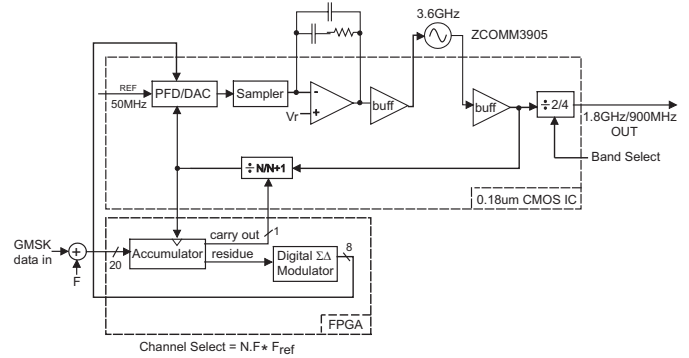 3.6GHz
ZCOMM3905
REF
50MHz
PFD/DAC
Sampler
-
+
Vr
buff
buff
÷ 2/4
1.8GHz/900MHz
OUT
Band Select
÷ N/N+1
0.18um CMOS IC
GMSK
data in
+
F
20
Accumulator
carry out
1
residue
Digital ΣΔ
Modulator
8
FPGA
Channel Select = N.F* Fref